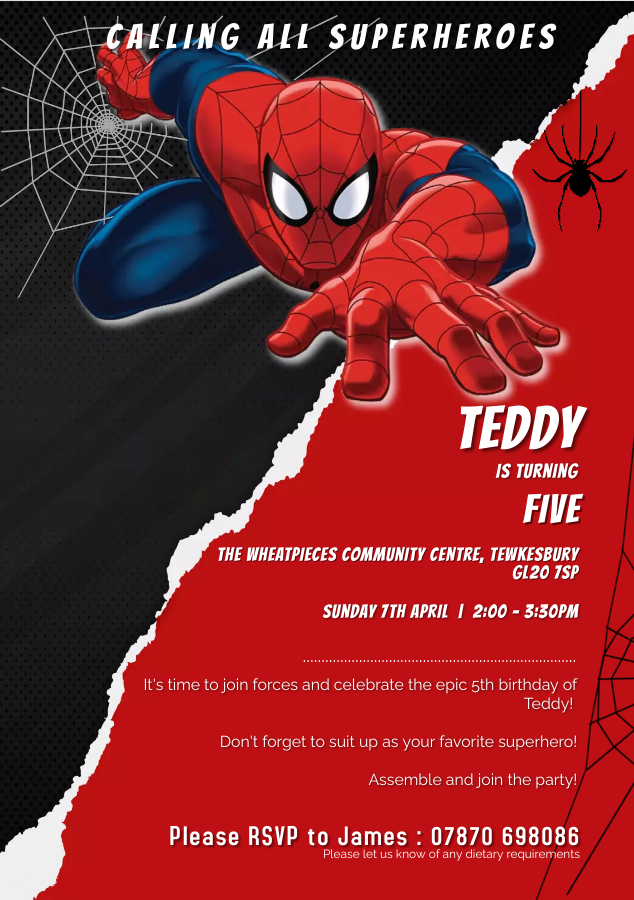 CALLING ALL SUPERHEROES
TEDDY
IS TURNING
FIVE
THE WHEATPIECES COMMUNITY CENTRE, TEWKESBURY
GL20 7SP
SUNDAY 7TH APRIL | 2:00 - 3:30PM
It's time to join forces and celebrate the epic 5th birthday of
Teddy!
Don't forget to suit up as your favorite superhero!
Assemble and join the party!
Please RSVP to James : 07870 698086
Please let us know of any dietary requirements